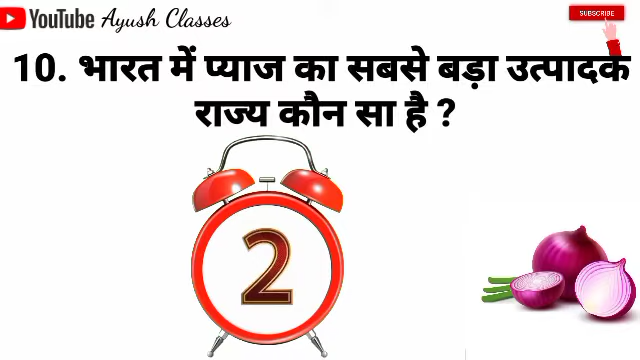 YouTube Ayush Classes
SUBSCRIBE
10. भारत में प्याज का सबसे बड़ा उत्पादक
राज्य कौन सा है ?
2